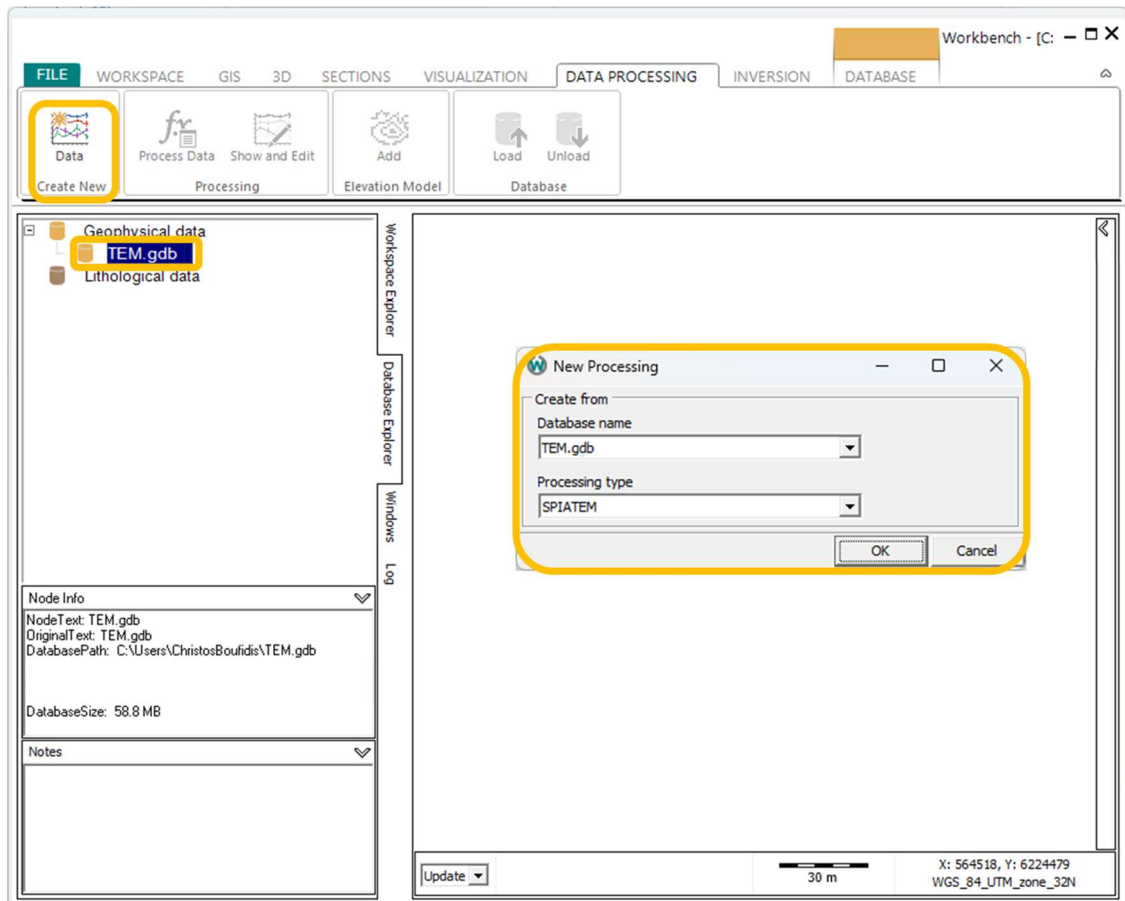 Workbench - [C:
FILE WORKSPACE GIS 3D SECTIONS VISUALIZATION DATA PROCESSING INVERSION DATABASE
Data Process Data Show and Edit Add Load Unload
Create New Processing Elevation Model Database
Geophysical data
TEM.gdb
Lithological data
Workspace Explorer
Database Explorer
Windows
Log
New Processing
Create from
Database name
TEM.gdb
Processing type
SPIATEM
OK Cancel
Node Info
NodeText: TEM.gdb
OriginalText: TEM.gdb
DatabasePath: C:\Users\ChristosBoufidis\TEM.gdb
DatabaseSize: 58.8 MB
Notes
Update
30 m
X: 564518, Y: 6224479
WGS_84_UTM_zone_32N